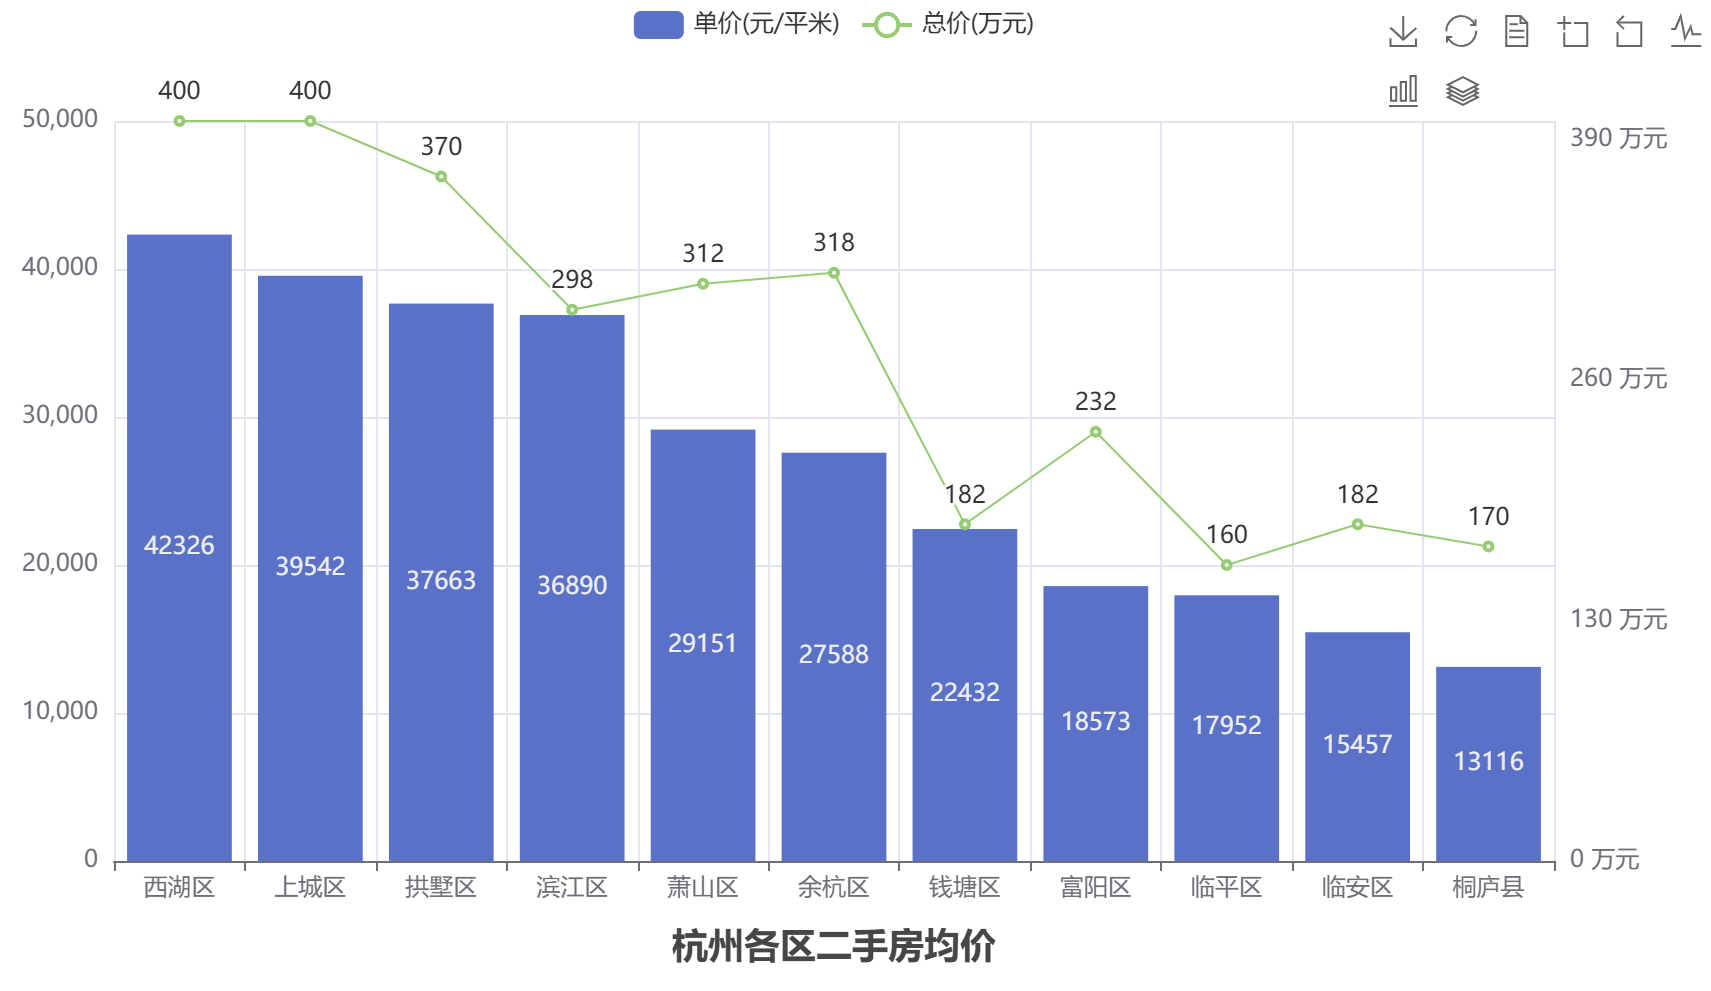 单价(元/平米) 总价(万元)
400 400 370 298 312 318 182 232 160 182 170
50,000
40,000
30,000
20,000
10,000
0
390 万元
260 万元
130 万元
0 万元
42326 39542 37663 36890 29151 27588 22432 18573 17952 15457 13116
西湖区 上城区 拱墅区 滨江区 萧山区 余杭区 钱塘区 富阳区 临平区 临安区 桐庐县
杭州各区二手房均价